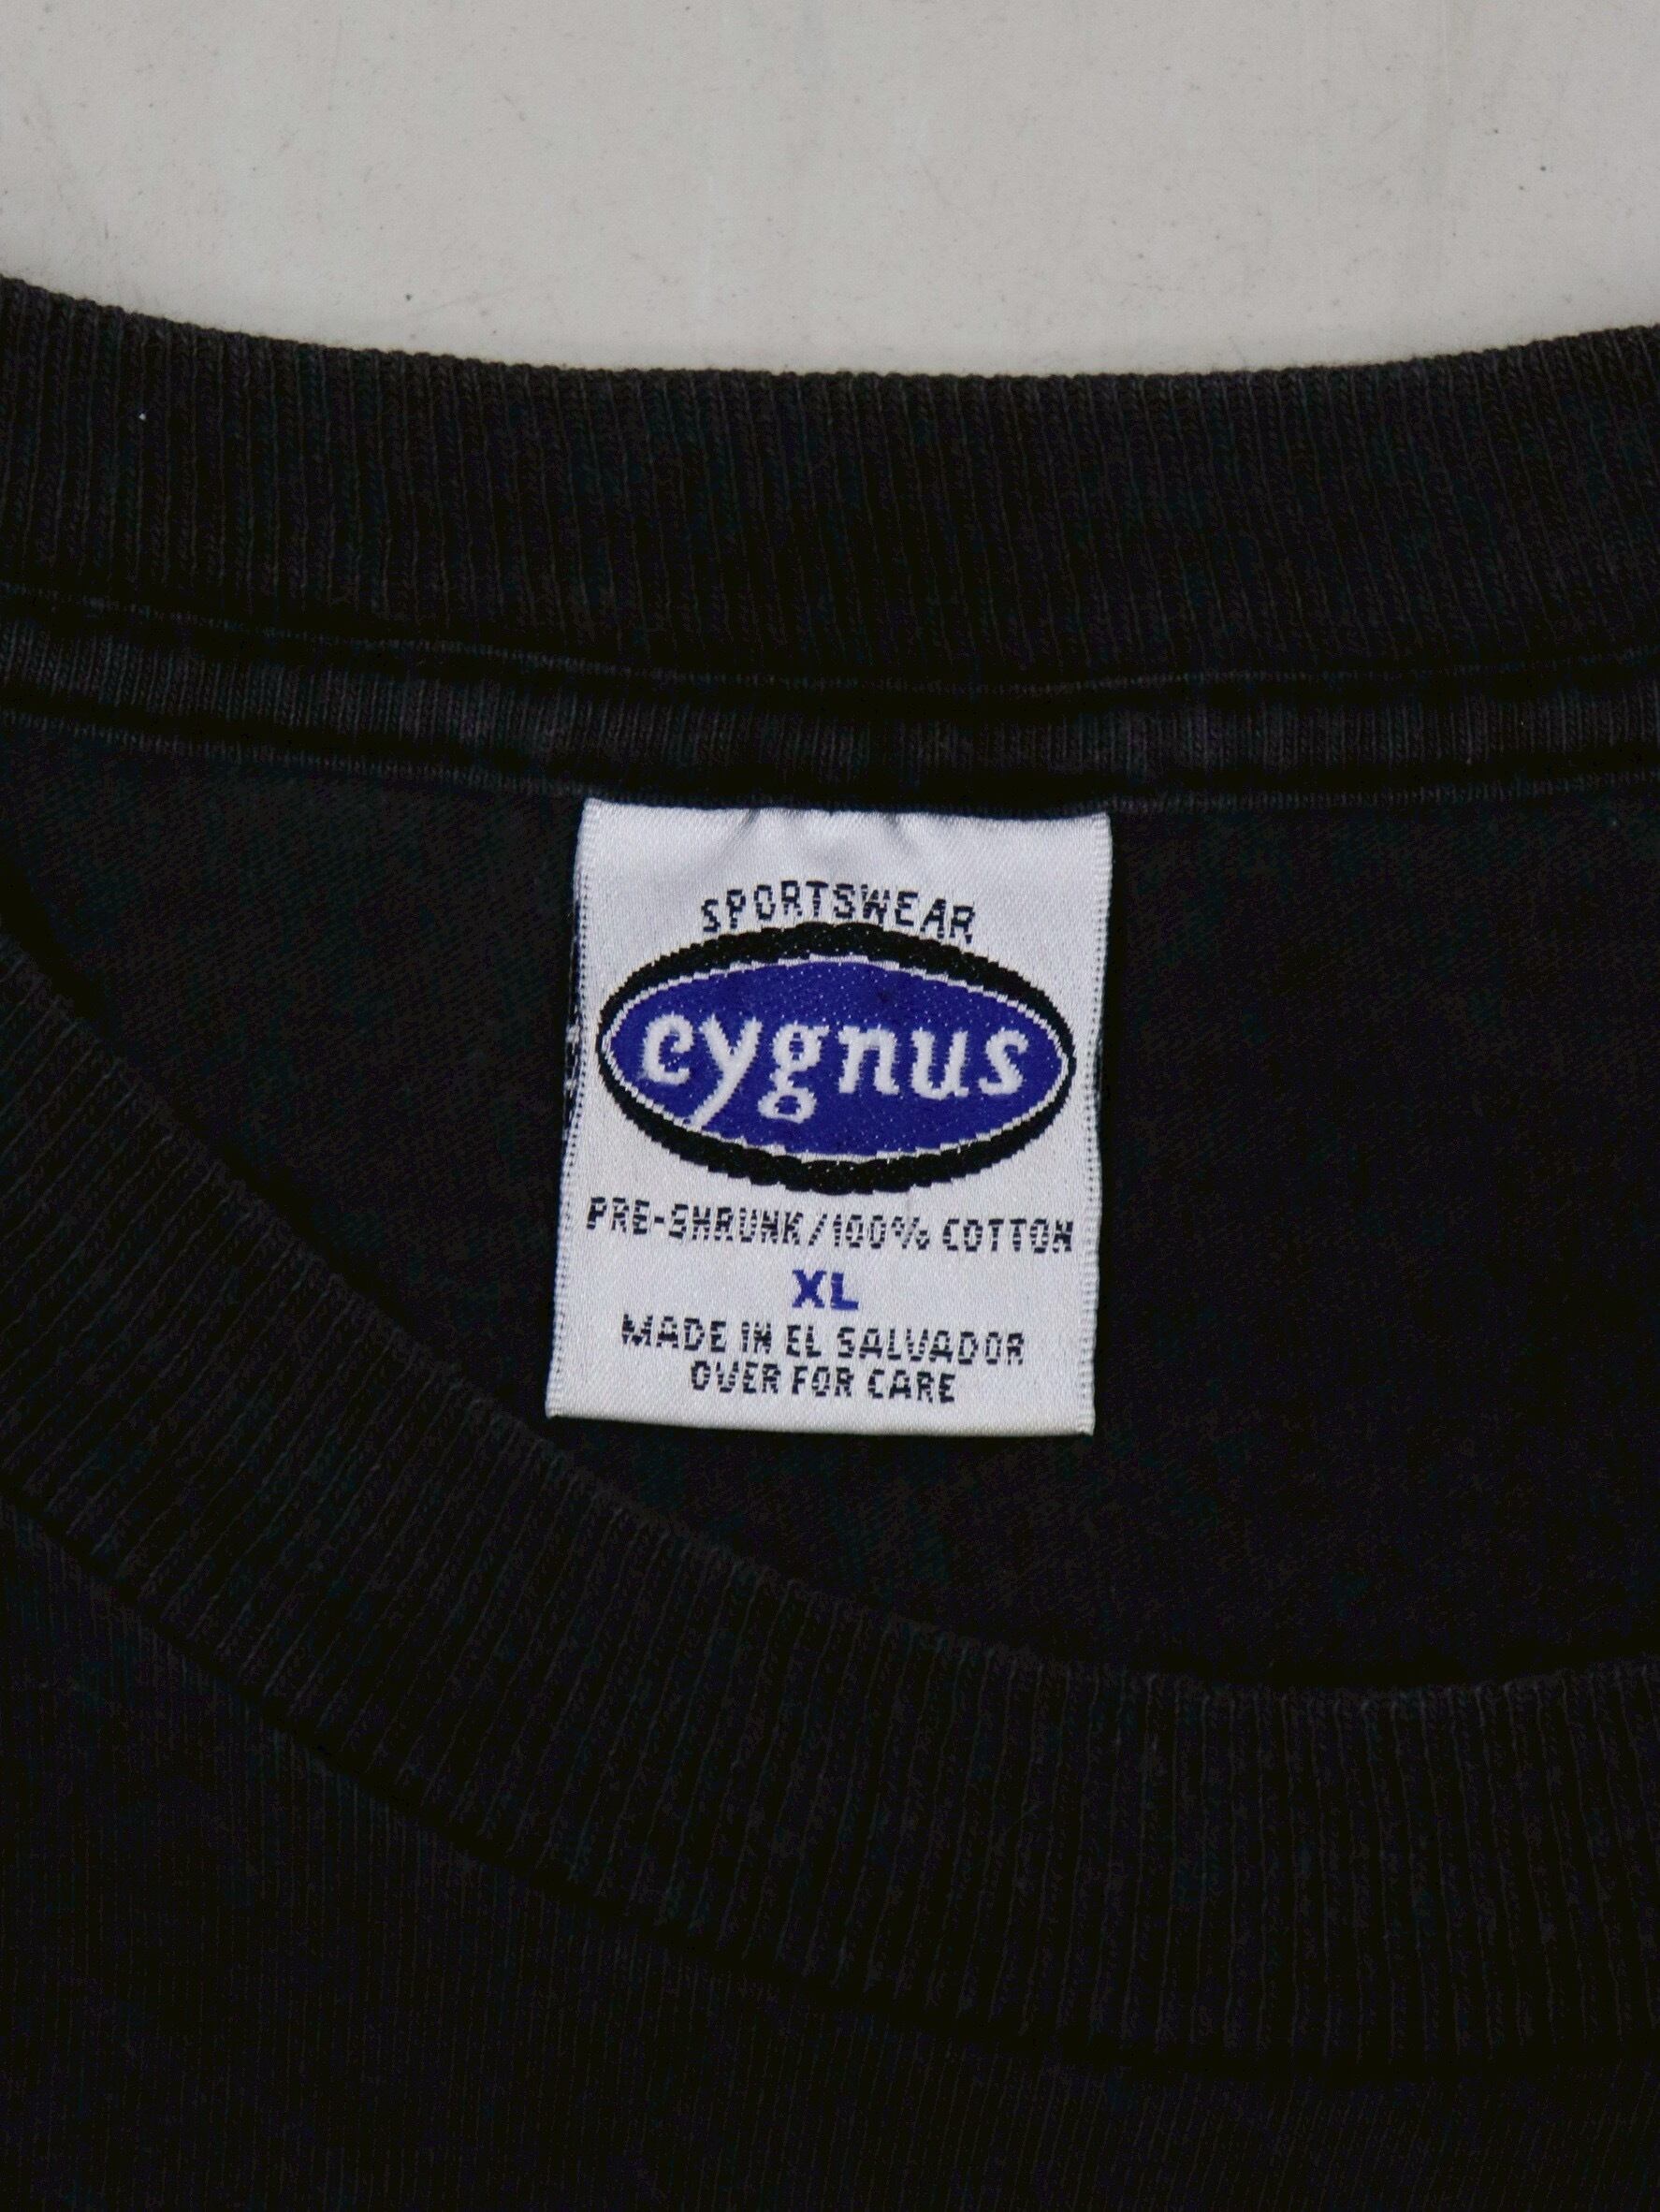 SPORTSWEAR
cygnus
PRE-SHRUNK/100% COTTON
XL
MADE IN EL SALVADOR
OVER FOR CARE